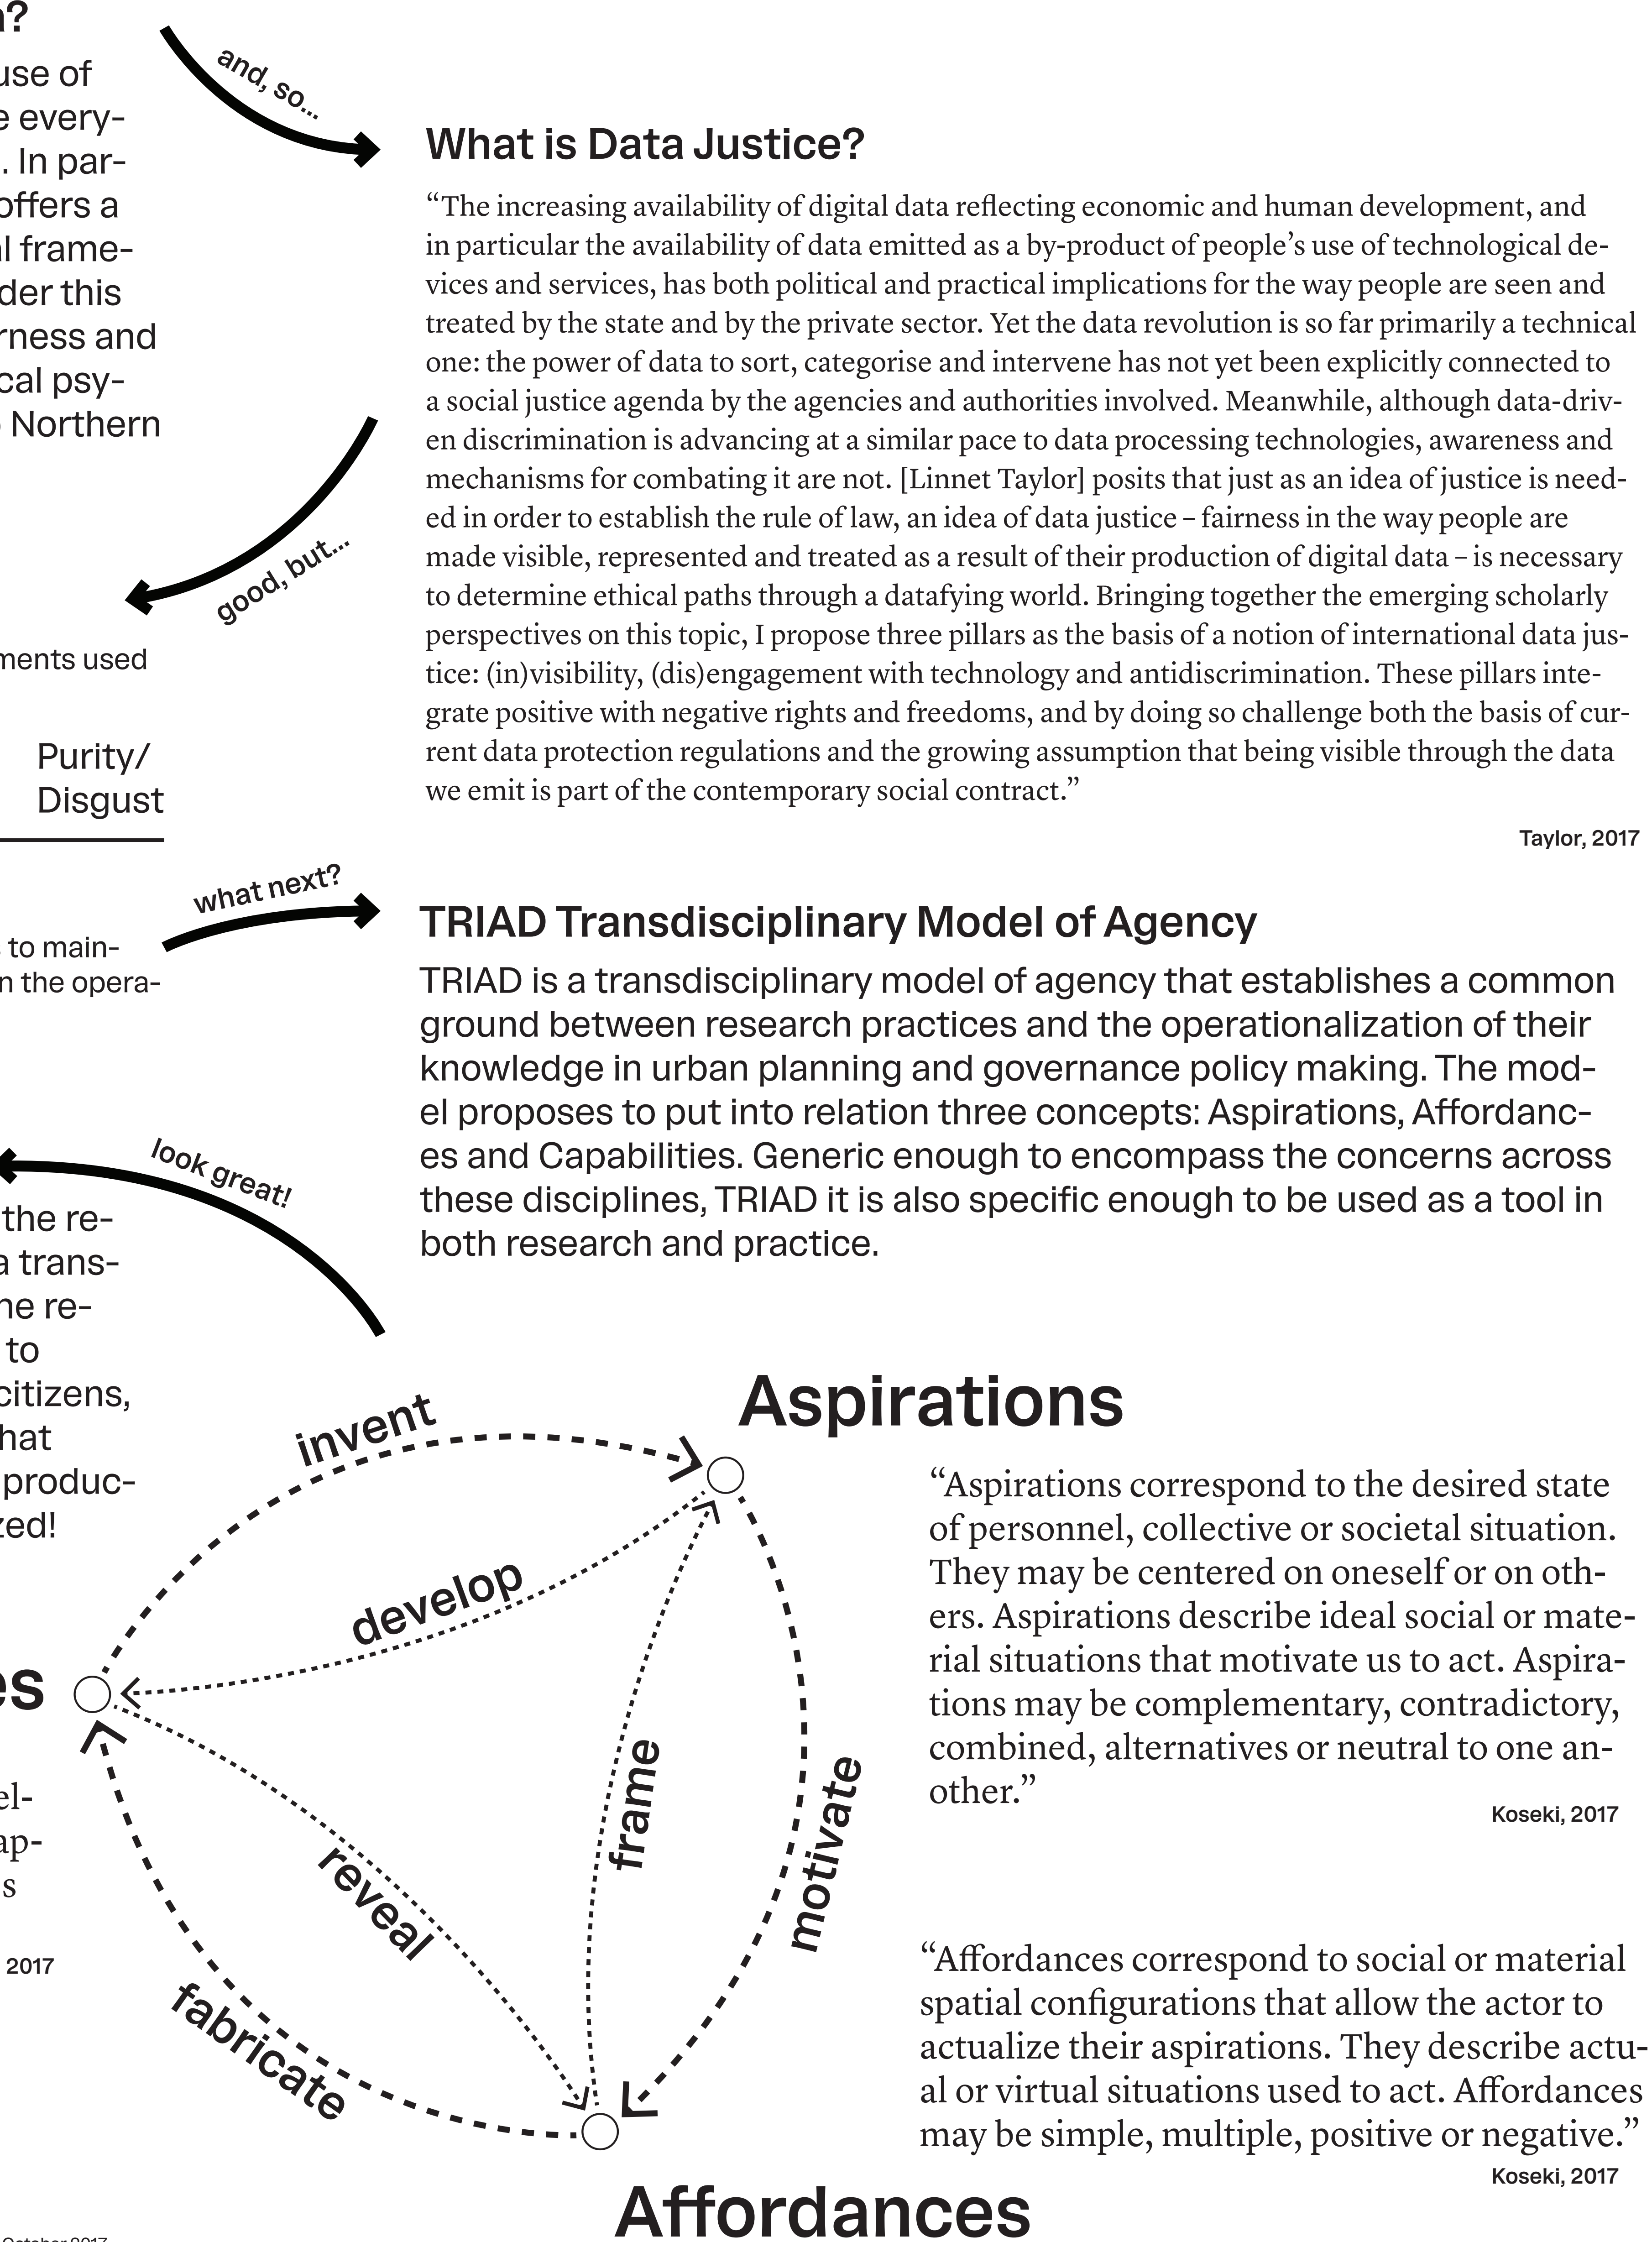 a?
use of
e every-
. In par-
offers a
al frame-
der this
rness and
cal psy-
Northern
and, so...
good, but...
ments used
Purity/
Disgust
what next?
to main-
n the opera-
look great!
the re-
a trans-
he re-
to
citizens,
hat
produc-
zed!
What is Data Justice?
“The increasing availability of digital data reflecting economic and human development, and
in particular the availability of data emitted as a by-product of people’s use of technological de-
vices and services, has both political and practical implications for the way people are seen and
treated by the state and by the private sector. Yet the data revolution is so far primarily a technical
one: the power of data to sort, categorise and intervene has not yet been explicitly connected to
a social justice agenda by the agencies and authorities involved. Meanwhile, although data-driv-
en discrimination is advancing at a similar pace to data processing technologies, awareness and
mechanisms for combating it are not. [Linnet Taylor] posits that just as an idea of justice is need-
ed in order to establish the rule of law, an idea of data justice – fairness in the way people are
made visible, represented and treated as a result of their production of digital data – is necessary
to determine ethical paths through a datafying world. Bringing together the emerging scholarly
perspectives on this topic, I propose three pillars as the basis of a notion of international data jus-
tice: (in)visibility, (dis)engagement with technology and antidiscrimination. These pillars inte-
grate positive with negative rights and freedoms, and by doing so challenge both the basis of cur-
rent data protection regulations and the growing assumption that being visible through the data
we emit is part of the contemporary social contract.”
Taylor, 2017
TRIAD Transdisciplinary Model of Agency
TRIAD is a transdisciplinary model of agency that establishes a common
ground between research practices and the operationalization of their
knowledge in urban planning and governance policy making. The mod-
el proposes to put into relation three concepts: Aspirations, Affordanc-
es and Capabilities. Generic enough to encompass the concerns across
these disciplines, TRIAD it is also specific enough to be used as a tool in
both research and practice.
Aspirations
invent
develop
“Aspirations correspond to the desired state
of personnel, collective or societal situation.
They may be centered on oneself or on oth-
ers. Aspirations describe ideal social or mate-
rial situations that motivate us to act. Aspira-
tions may be complementary, contradictory,
combined, alternatives or neutral to one an-
other.”
Koseki, 2017
es
el-
ap-
s
2017
frame
motivate
reveal
fabricate
“Affordances correspond to social or material
spatial configurations that allow the actor to
actualize their aspirations. They describe actu-
al or virtual situations used to act. Affordances
may be simple, multiple, positive or negative.”
Koseki, 2017
Affordances
October 2017